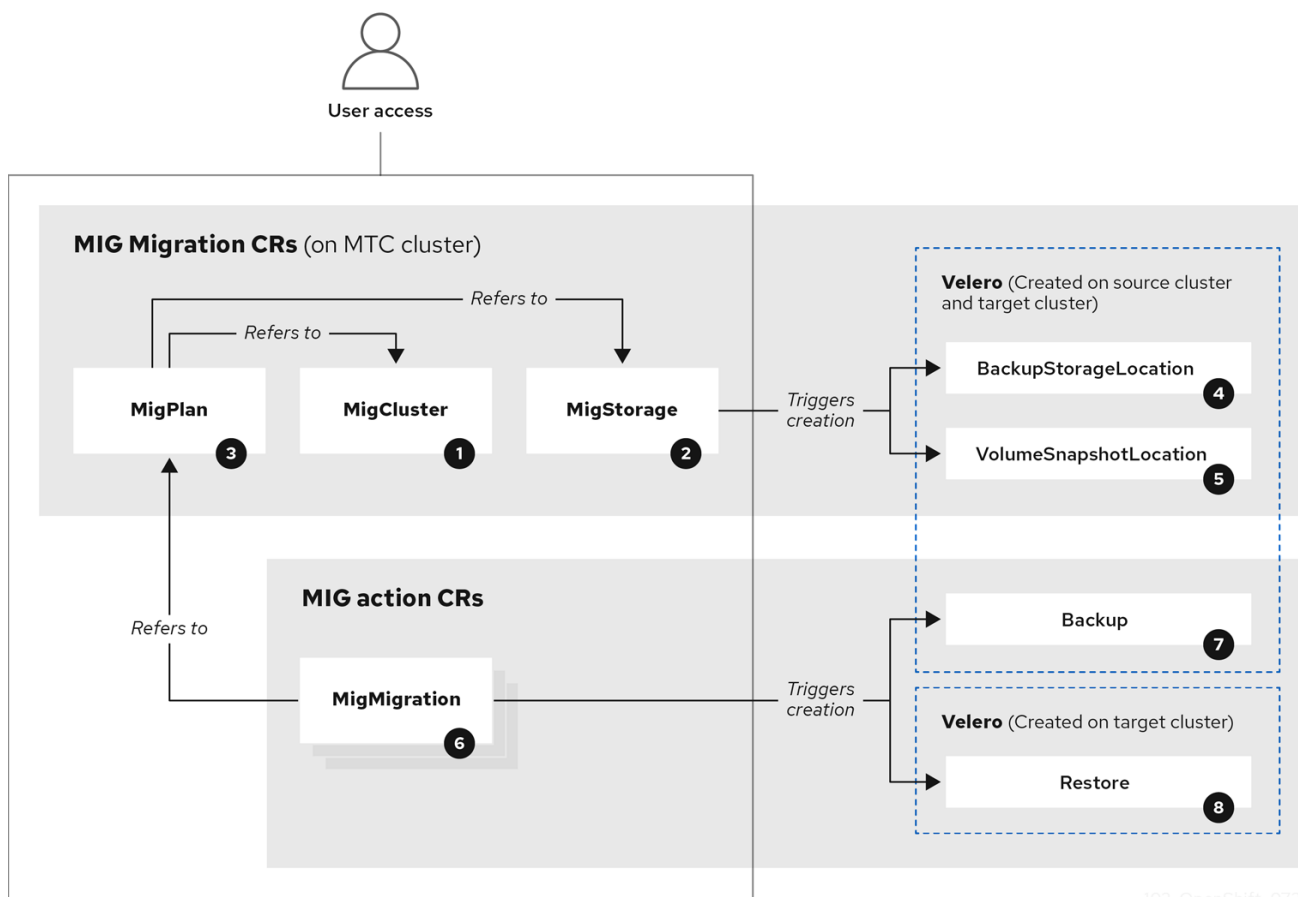 User access
MIG Migration CRs (on MTC cluster)
Refers to
Refers to
MigPlan
3
MigCluster
1
MigStorage
2
Triggers
creation
Velero (Created on source cluster
and target cluster)
BackupStorageLocation
4
VolumeSnapshotLocation
5
Refers to
MIG action CRs
MigMigration
6
Triggers
creation
Backup
7
Velero (Created on target cluster)
Restore
8